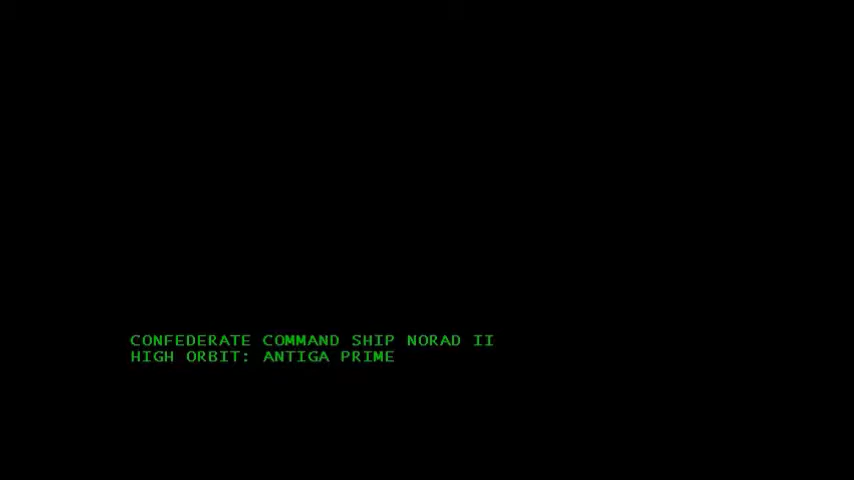 CONFEDERATE COMMAND SHIP NORAD II
HIGH ORBIT: ANTIGA PRIME